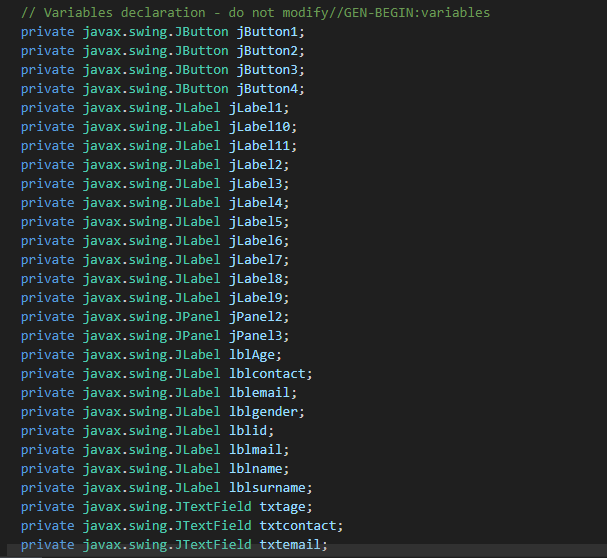 // Variables declaration - do not modify//GEN-BEGIN:variables
private javax.swing.JButton jButton1;
private javax.swing.JButton jButton2;
private javax.swing.JButton jButton3;
private javax.swing.JButton jButton4;
private javax.swing.JLabel jLabel1;
private javax.swing.JLabel jLabel10;
private javax.swing.JLabel jLabel11;
private javax.swing.JLabel jLabel2;
private javax.swing.JLabel jLabel3;
private javax.swing.JLabel jLabel4;
private javax.swing.JLabel jLabel5;
private javax.swing.JLabel jLabel6;
private javax.swing.JLabel jLabel7;
private javax.swing.JLabel jLabel8;
private javax.swing.JLabel jLabel9;
private javax.swing.JPanel jPanel2;
private javax.swing.JPanel jPanel3;
private javax.swing.JLabel lblAge;
private javax.swing.JLabel lblcontact;
private javax.swing.JLabel lblemail;
private javax.swing.JLabel lblgender;
private javax.swing.JLabel lblid;
private javax.swing.JLabel lblmail;
private javax.swing.JLabel lblname;
private javax.swing.JLabel lblsurname;
private javax.swing.JTextField txtage;
private javax.swing.JTextField txtcontact;
private javax.swing.JTextField txtemail;